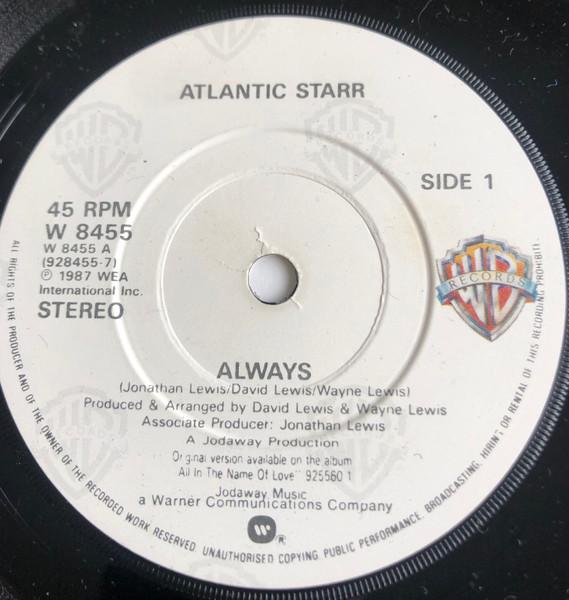 ATLANTIC STARR
SIDE 1
45 RPM
W 8455
W 8455 A
(928455-7)
℗ 1987 WEA
International Inc.
STEREO
WB
RECORDS
ALWAYS
(Jonathan Lewis/David Lewis/Wayne Lewis)
Produced & Arranged by David Lewis & Wayne Lewis
Associate Producer: Jonathan Lewis
A Jodaway Production
Or g nal version available on the album
All In The Name Of Love" 925560 1
Jodaway Music
a Warner Communications Company
W ®
ALL RIGHTS OF THE PRODUCER AND OF THE OWNER OF THE RECORDED WORK RESERVED. UNAUTHORISED COPYING, PUBLIC PERFORMANCE, BROADCASTING, HIRING OR RENTAL OF THIS RECORDING PROHIBITE